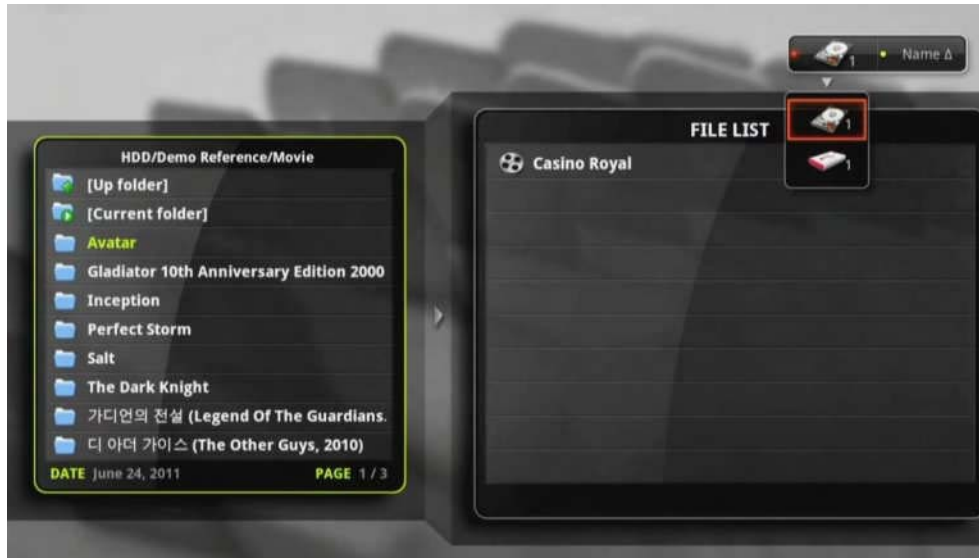 1 Name Δ
1
1
FILE LIST
Casino Royal
HDD/Demo Reference/Movie
[Up folder]
[Current folder]
Avatar
Gladiator 10th Anniversary Edition 2000
Inception
Perfect Storm
Salt
The Dark Knight
가디언의 전설 (Legend Of The Guardians.
디 아더 가이스 (The Other Guys, 2010)
DATE June 24, 2011 PAGE 1 / 3